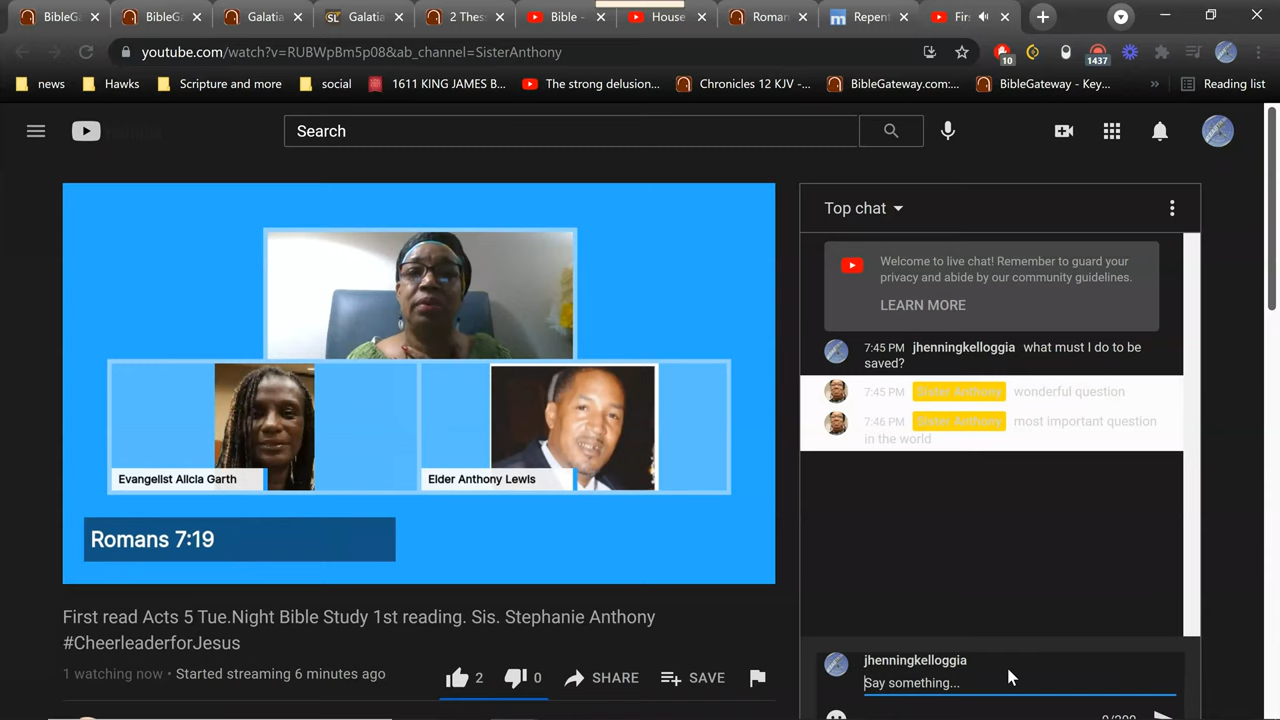 BibleG
BibleG
Galatia
Galatia
2 Thes
Bible -
House
Roman
Repent
Firs
youtube.com/watch?v=RUBWpBm5p08&ab_channel=SisterAnthony
10
1437
news
Hawks
Scripture and more
social
1611 KING JAMES B...
The strong delusion...
Chronicles 12 KJV -...
BibleGateway.com:...
BibleGateway - Key...
»
Reading list
Search
Top chat
Welcome to live chat! Remember to guard your
privacy and abide by our community guidelines.
LEARN MORE
7:45 PM jhenningkelloggia what must I do to be
saved?
7:45 PM Sister Anthony wonderful question
7:46 PM Sister Anthony most important question
in the world
Evangelist Alicia Garth
Elder Anthony Lewis
Romans 7:19
First read Acts 5 Tue.Night Bible Study 1st reading. Sis. Stephanie Anthony
#CheerleaderforJesus
1 watching now • Started streaming 6 minutes ago
2
0
SHARE
SAVE
jhenningkelloggia
Say something...
0/200